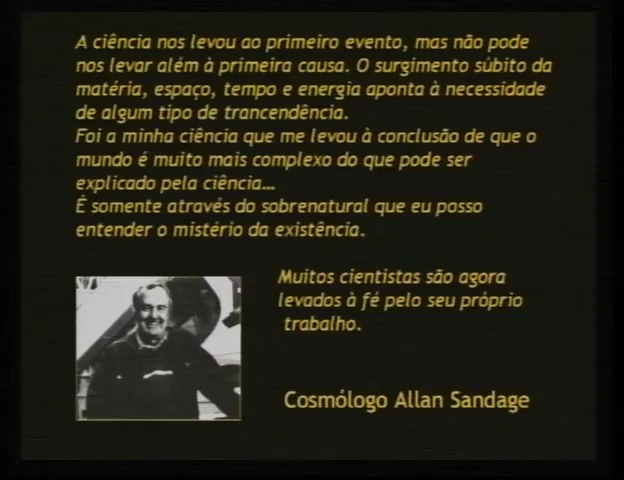 A ciência nos levou ao primeiro evento, mas não pode
nos levar além à primeira causa. O surgimento súbito da
matéria, espaço, tempo e energia aponta à necessidade
de algum tipo de trancendência.
Foi a minha ciência que me levou à conclusão de que o
mundo é muito mais complexo do que pode ser
explicado pela ciência...
É somente através do sobrenatural que eu posso
entender o mistério da existência.
Muitos cientistas são agora
levados à fé pelo seu próprio
trabalho.
Cosmólogo Allan Sandage